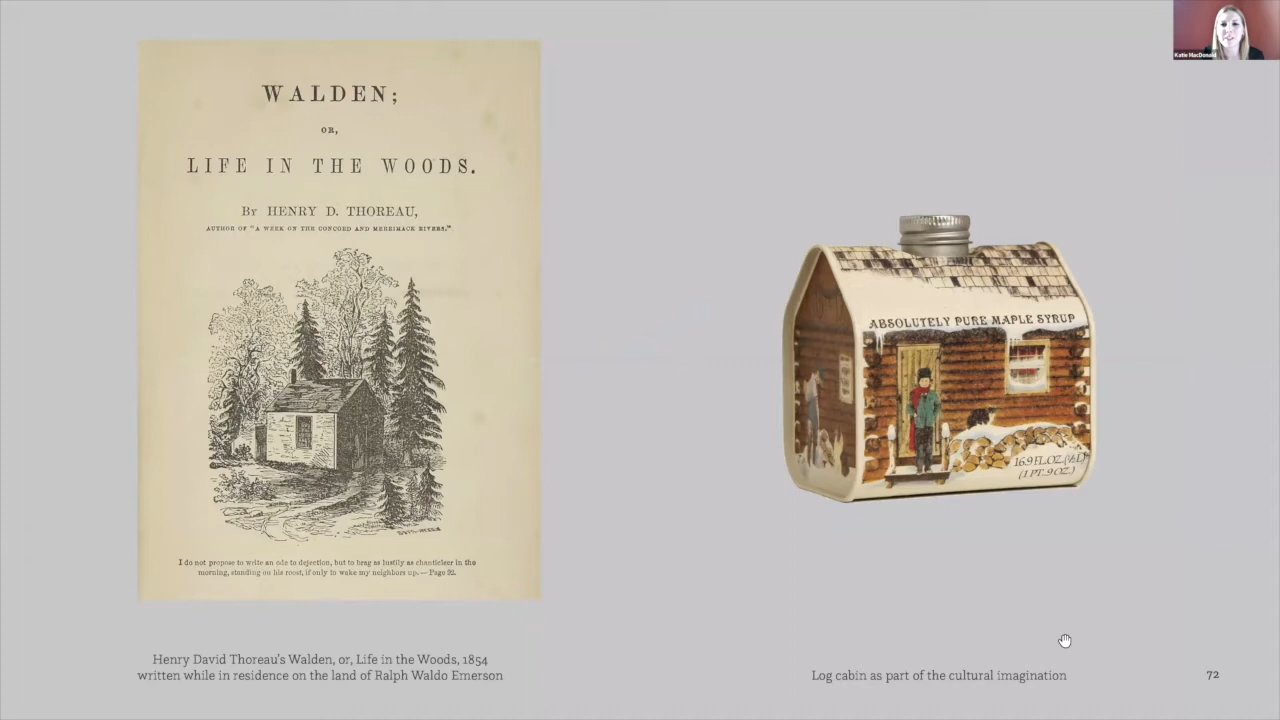 Katie MacDonald
WALDEN;
OR,
LIFE IN THE WOODS.
By HENRY D. THOREAU,
AUTHOR OF "A WEEK ON THE CONCORD AND MERRIMACK RIVERS."
I do not propose to write an ode to dejection, but to brag as lustily as chanticleer in the
morning, standing on his roost, if only to wake my neighbors up. — Page 92.
ABSOLUTELY PURE MAPLE SYRUP
16.9 FL. OZ. (½L)
(1 PT. .9 OZ.)
Henry David Thoreau's Walden, or, Life in the Woods, 1854
written while in residence on the land of Ralph Waldo Emerson
Log cabin as part of the cultural imagination
72